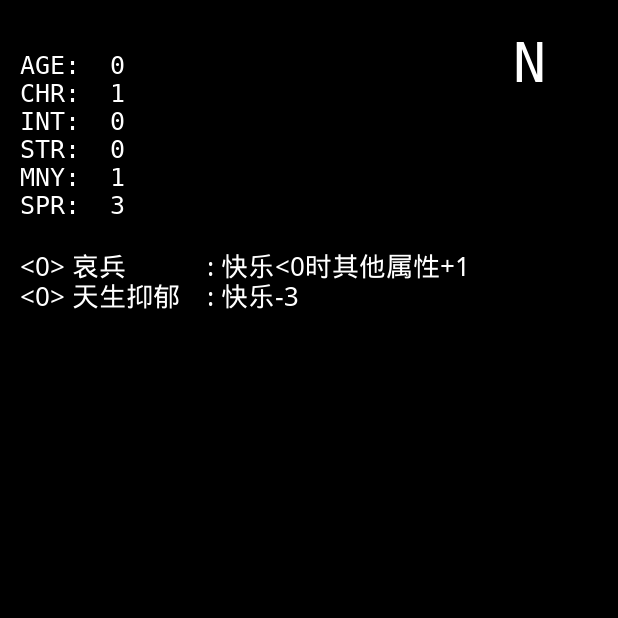 N
AGE: 0
CHR: 1
INT: 0
STR: 0
MNY: 1
SPR: 3
<0> 哀兵 : 快乐<0时其他属性+1
<0> 天生抑郁 : 快乐-3